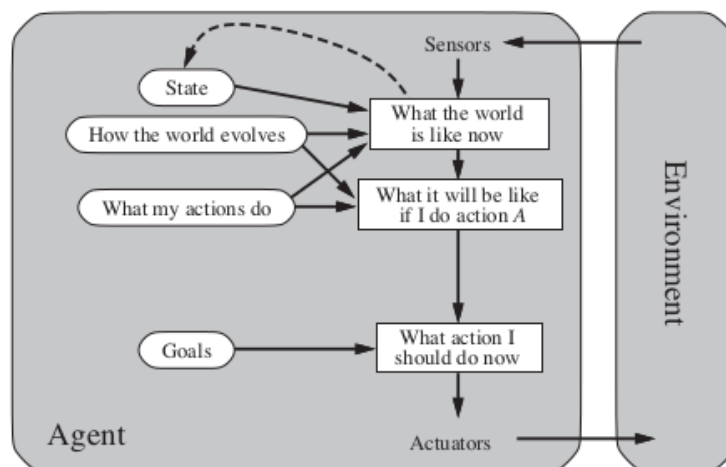 Sensors
State
What the world
is like now
How the world evolves
What it will be like
if I do action A
What my actions do
Environment
What action I
should do now
Goals
Agent
Actuators